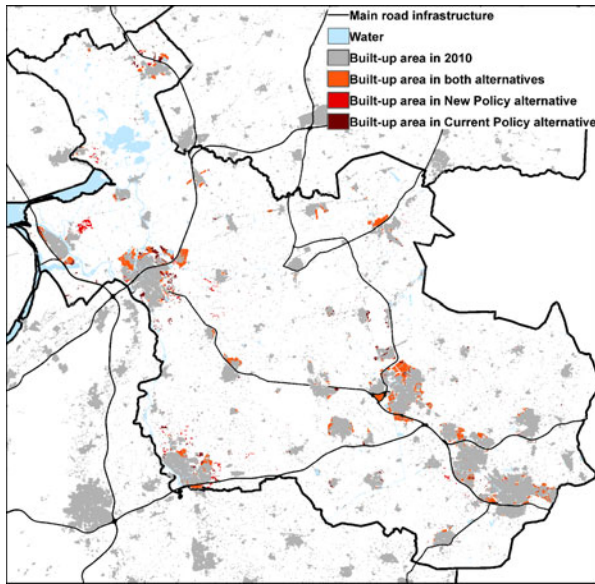 Main road infrastructure
Water
Built-up area in 2010
Built-up area in both alternatives
Built-up area in New Policy alternative
Built-up area in Current Policy alternative